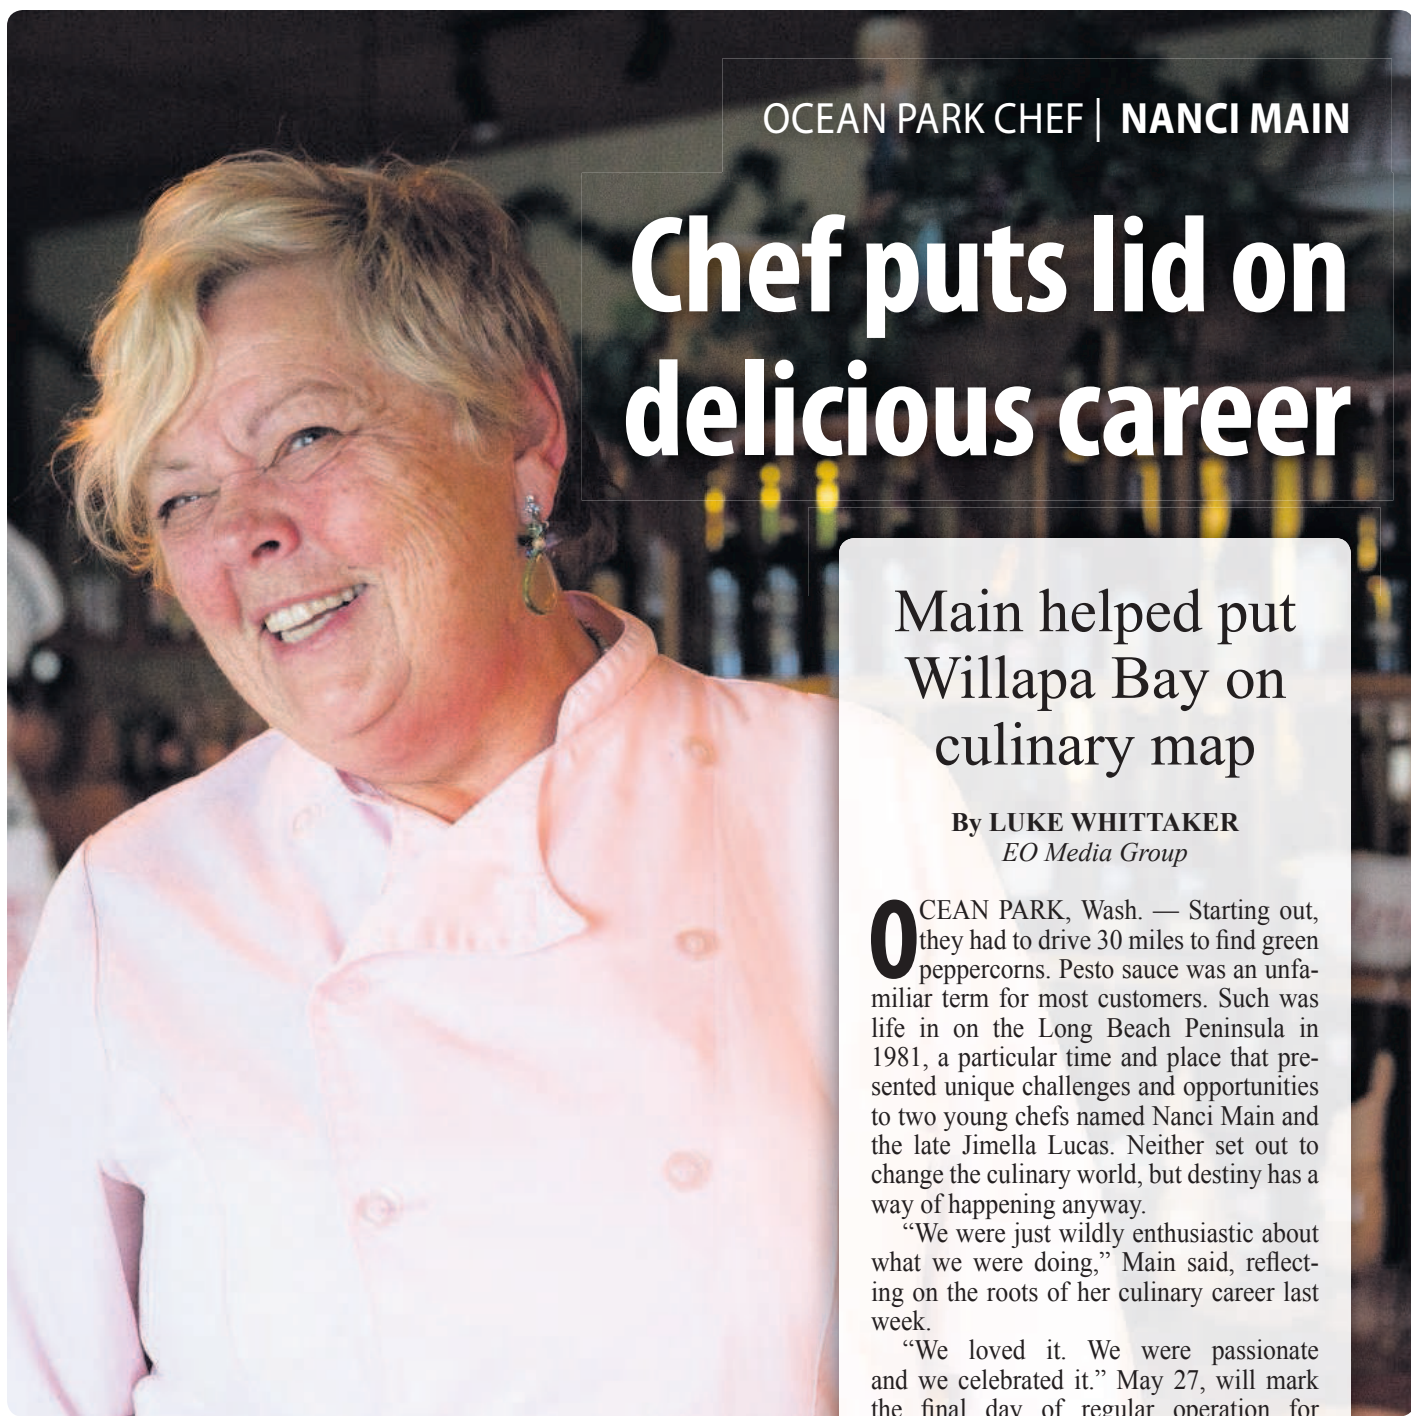 OCEAN PARK CHEF | NANCI MAIN
Chef puts lid on
delicious career
Main helped put
Willapa Bay on
culinary map
By LUKE WHITTAKER
EO Media Group
OCEAN PARK, Wash. — Starting out,
they had to drive 30 miles to find green
peppercorns. Pesto sauce was an unfa-
miliar term for most customers. Such was
life in on the Long Beach Peninsula in
1981, a particular time and place that pre-
sented unique challenges and opportunities
to two young chefs named Nanci Main and
the late Jimella Lucas. Neither set out to
change the culinary world, but destiny has a
way of happening anyway.
“We were just wildly enthusiastic about
what we were doing,” Main said, reflect-
ing on the roots of her culinary career last
week.
“We loved it. We were passionate
and we celebrated it.” May 27, will mark
the final day of regular operation for